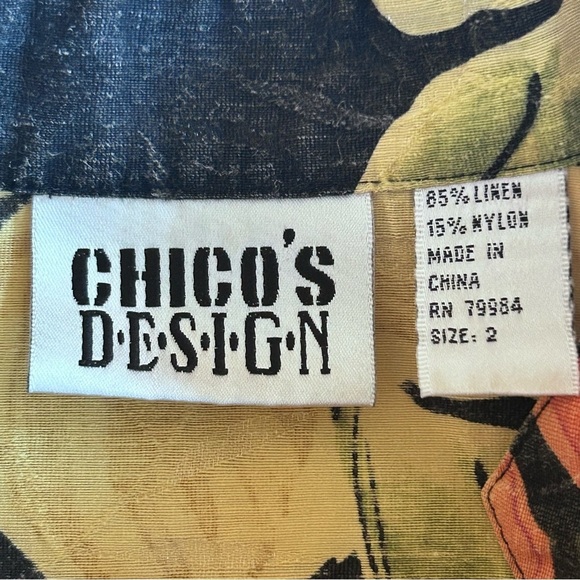 CHICO'S
D·E·S·I·G·N
85% LINEN
15% NYLON
MADE IN
CHINA
RN 79984
SIZE: 2